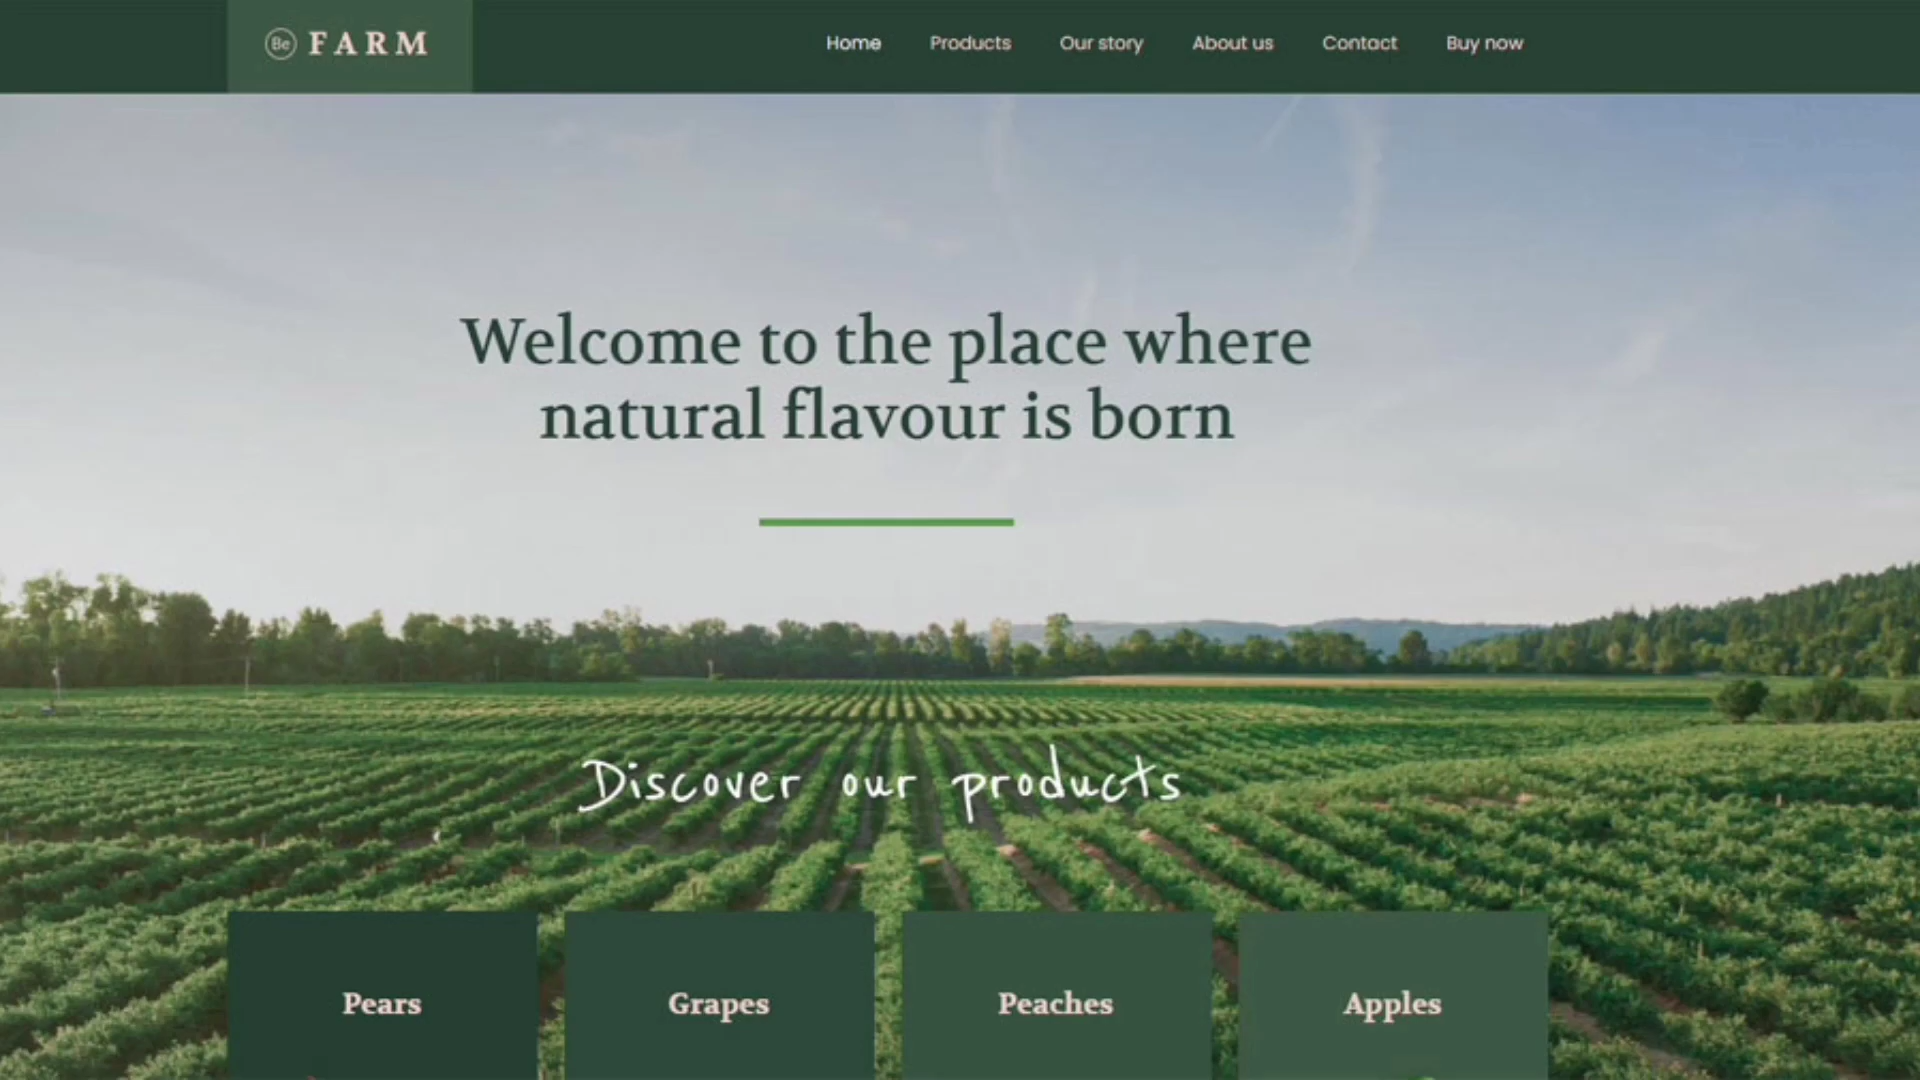 Be FARM
Home Products Our story About us Contact Buy now
Welcome to the place where
natural flavour is born
Discover our products
Pears Grapes Peaches Apples